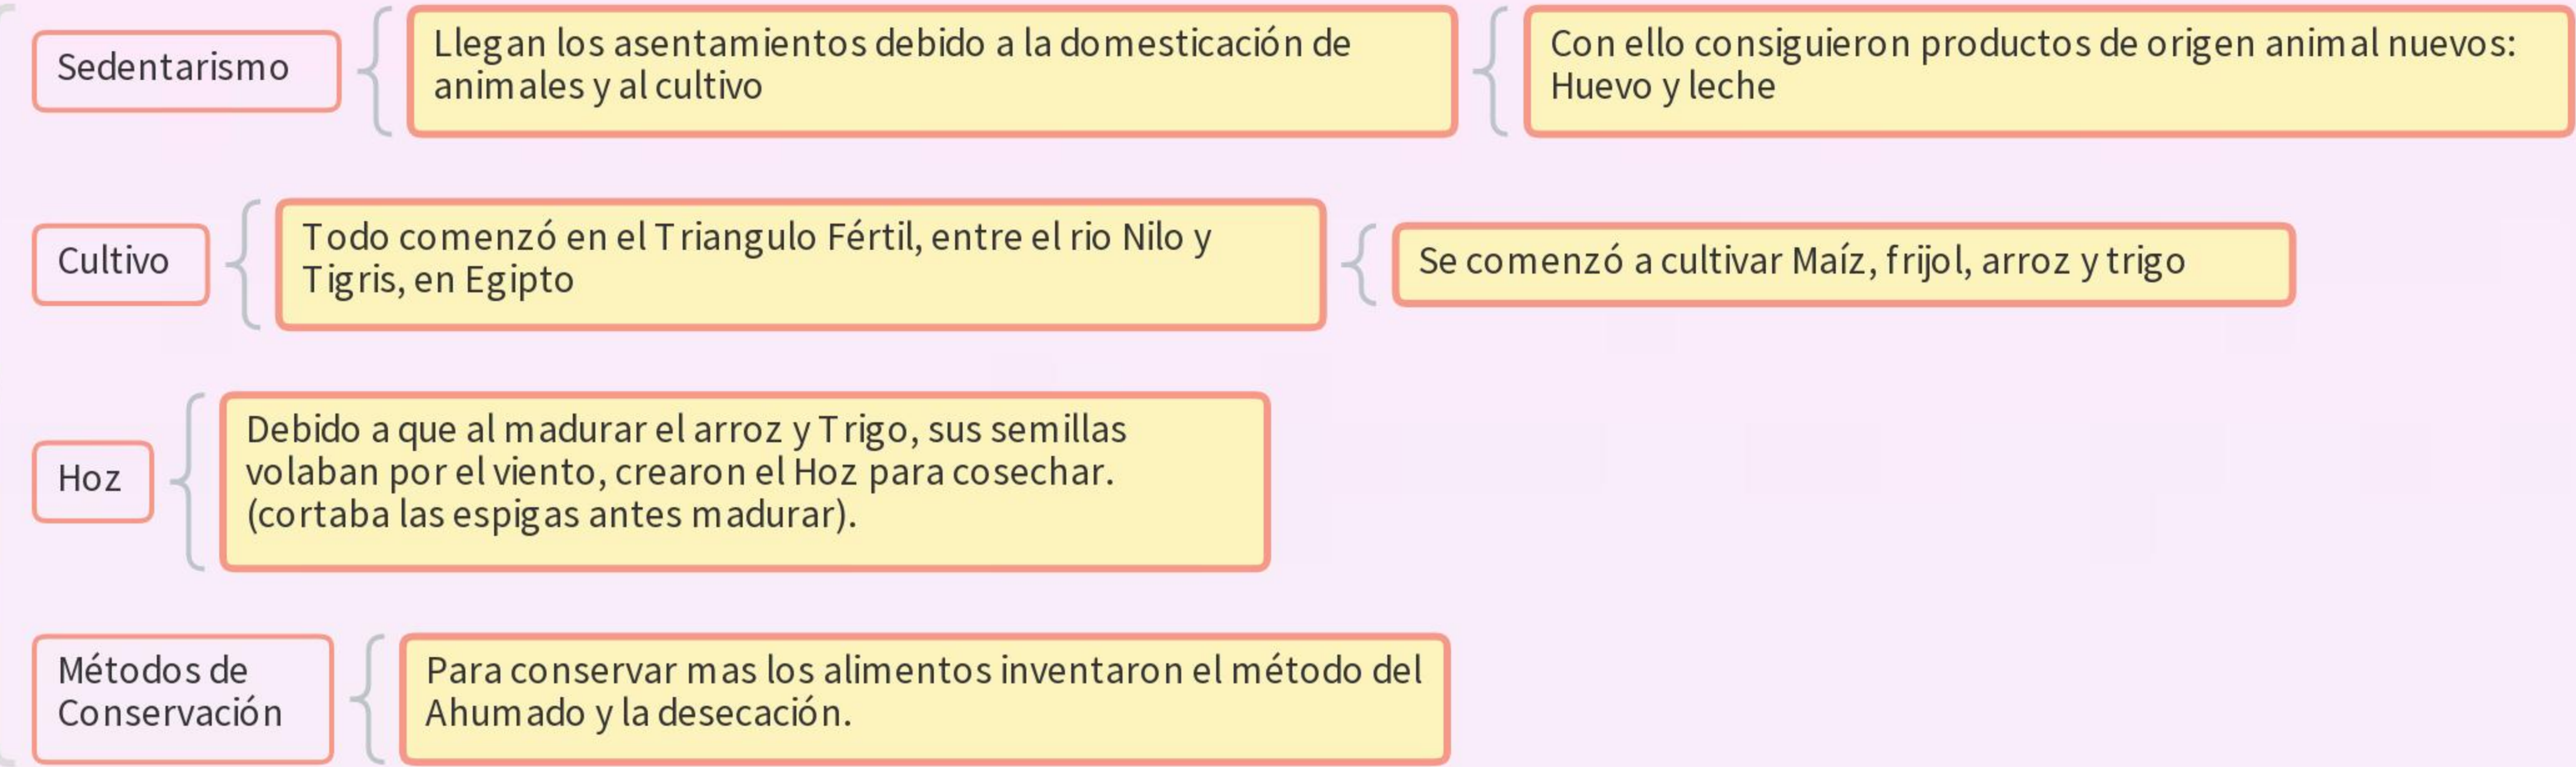 Sedentarismo
Llegan los asentamientos debido a la domesticación de
animales y al cultivo
Con ello consiguieron productos de origen animal nuevos:
Huevo y leche
Cultivo
Todo comenzó en el Triangulo Fértil, entre el rio Nilo y
Tigris, en Egipto
Se comenzó a cultivar Maíz, frijol, arroz y trigo
Hoz
Debido a que al madurar el arroz y Trigo, sus semillas
volaban por el viento, crearon el Hoz para cosechar.
(cortaba las espigas antes madurar).
Métodos de
Conservación
Para conservar mas los alimentos inventaron el método del
Ahumado y la desecación.